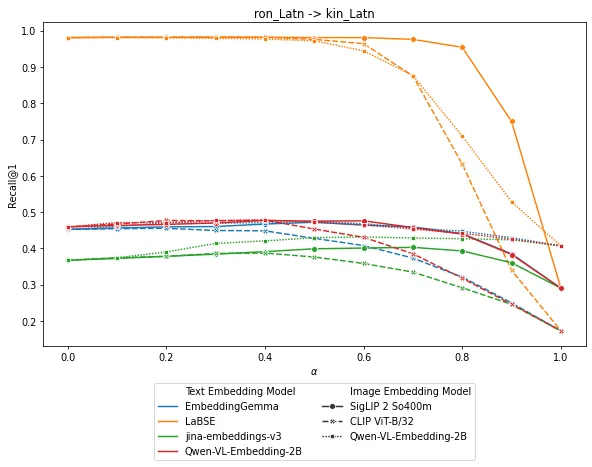 ron_Latn -> kin_Latn
Recall@1
1.0
0.9
0.8
0.7
0.6
0.5
0.4
0.3
0.2
0.0 0.2 0.4 0.6 0.8 1.0
α
Text Embedding Model Image Embedding Model
EmbeddingGemma SigLIP 2 So400m
LaBSE CLIP ViT-B/32
jina-embeddings-v3 Qwen-VL-Embedding-2B
Qwen-VL-Embedding-2B